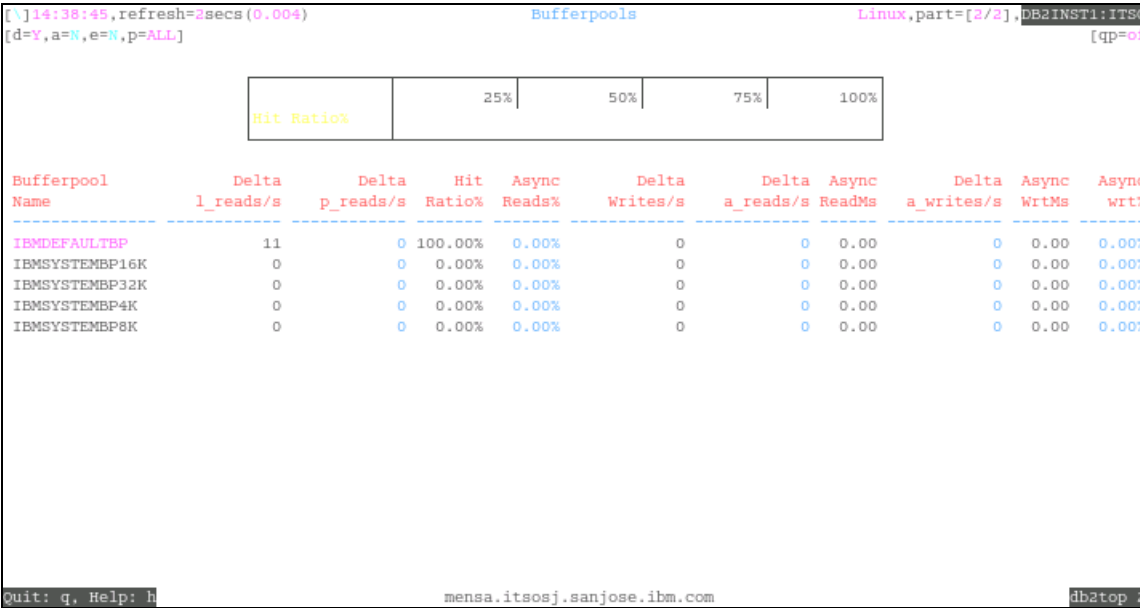 [\]14:38:45,refresh=2secs(0.004) Bufferpools Linux,part=[2/2],DB2INST1:ITSO
[d=Y,a=N,e=N,p=ALL] [qp=of
25% 50% 75% 100%
Hit Ratio%
Bufferpool Delta Delta Hit Async Delta Delta Async Delta Async Async
Name l_reads/s p_reads/s Ratio% Reads% Writes/s a_reads/s ReadMs a_writes/s WrtMs wrt%
IBMDEFAULTBP 11 0 100.00% 0.00% 0 0 0.00 0 0.00 0.00%
IBMSYSTEMBP16K 0 0 0.00% 0.00% 0 0 0.00 0 0.00 0.00%
IBMSYSTEMBP32K 0 0 0.00% 0.00% 0 0 0.00 0 0.00 0.00%
IBMSYSTEMBP4K 0 0 0.00% 0.00% 0 0 0.00 0 0.00 0.00%
IBMSYSTEMBP8K 0 0 0.00% 0.00% 0 0 0.00 0 0.00 0.00%
Quit: q, Help: h mensa.itsosj.sanjose.ibm.com db2top